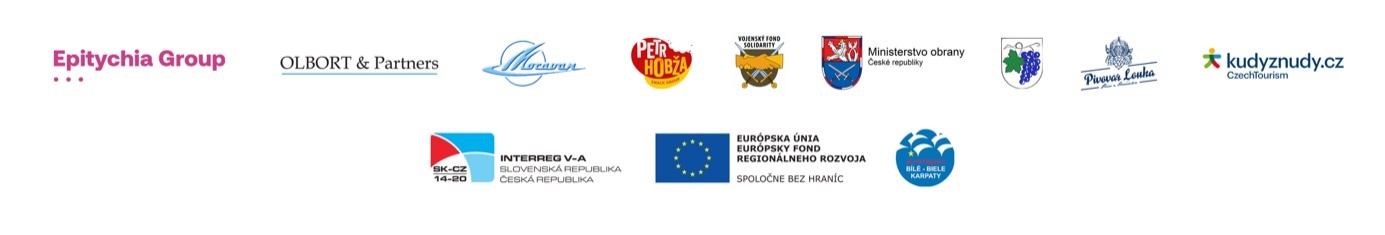 Epitychia Group
OLBORT & Partners
Moravan
PETR
HOBŽA
VOJENSKÝ FOND
SOLIDARITY
Ministerstvo obrany
České republiky
Pivovar Louka
kudyznudy.cz
CzechTourism
SK-CZ
14-20
INTERREG V-A
SLOVENSKÁ REPUBLIKA
ČESKÁ REPUBLIKA
EURÓPSKA ÚNIA
EURÓPSKY FOND
REGIONÁLNEHO ROZVOJA
SPOLOČNE BEZ HRANÍC
BÍLÉ - BIELE
KARPATY